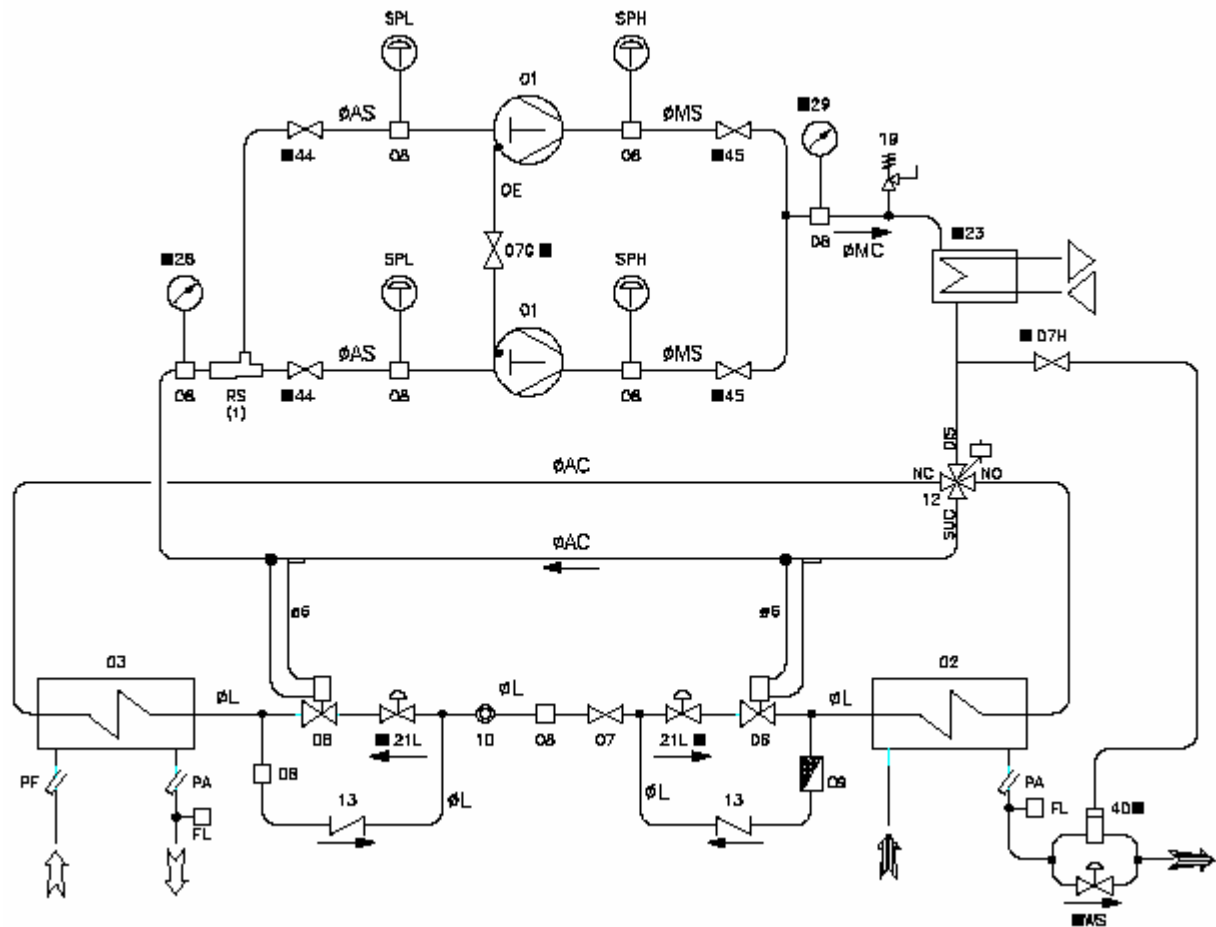 SPL
SPH
01
■29
19
ØAS
ØMS
■44
08
08
■45
0E
08
ØMC
■23
■28
07C ■
SPL
SPH
01
■ 07H
ØAS
ØMS
08
RS
(1)
■44
08
08
■45
DIS
ØAC
NC
NO
12
SUC
ØAC
ø6
ø6
03
02
ØL
ØL
ØL
06
■ 21L
10
08
07
21L ■
06
PF
PA
08
13
ØL
ØL
13
09
PA
FL
FL
40■
■WS